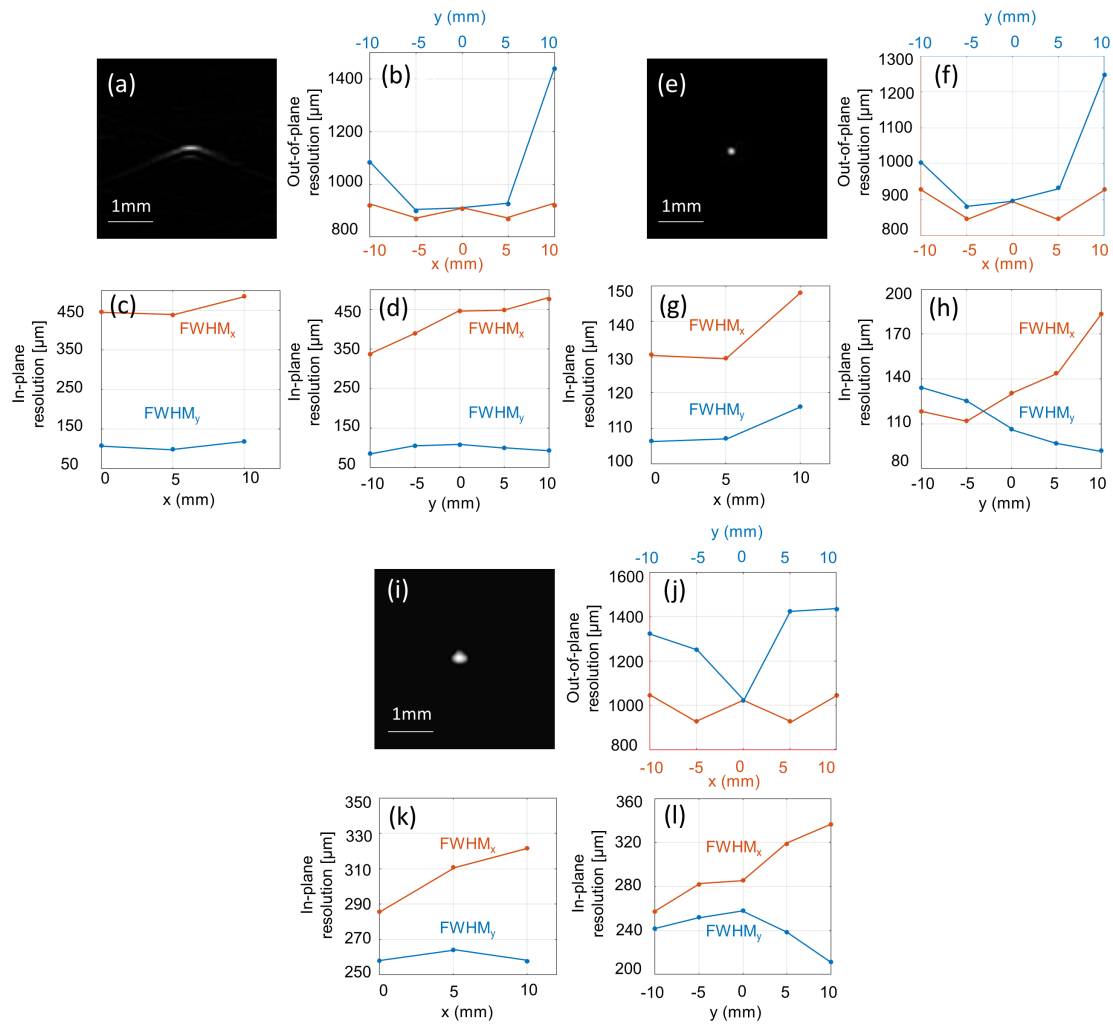 (a)
1mm
y (mm)
-10 -5 0 5 10
(b)
Out-of-plane
resolution [µm]
1400
1200
1000
800
-10 -5 0 5 10
x (mm)
(e)
y (mm)
-10 -5 0 5 10
(f)
Out-of-plane
resolution [µm]
1300
1200
1100
1000
900
800
-10 -5 0 5 10
x (mm)
(c)
In-plane
resolution [µm]
450
350
250
150
50
FWHMx
FWHMy
0 5 10
x (mm)
(d)
In-plane
resolution [µm]
450
350
250
150
50
FWHMx
FWHMy
-10 -5 0 5 10
y (mm)
(g)
In-plane
resolution [µm]
150
140
130
120
110
100
FWHMx
FWHMy
0 5 10
x (mm)
(h)
In-plane
resolution [µm]
200
170
140
110
80
FWHMx
FWHMy
-10 -5 0 5 10
y (mm)
(i)
1mm
y (mm)
-10 -5 0 5 10
(j)
Out-of-plane
resolution [µm]
1600
1400
1200
1000
800
-10 -5 0 5 10
x (mm)
(k)
In-plane
resolution [µm]
350
330
310
290
260
250
FWHMx
FWHMy
0 5 10
x (mm)
(l)
In-plane
resolution [µm]
360
320
280
240
200
FWHMx
FWHMy
-10 -5 0 5 10
y (mm)